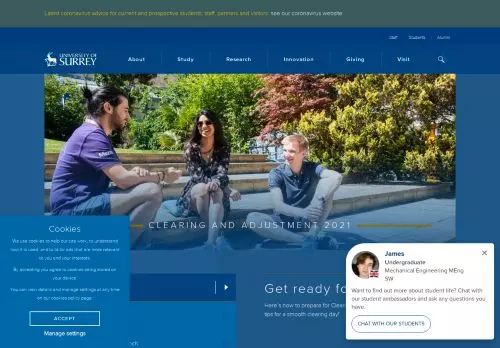 Latest coronavirus advice for current and prospective students, staff, partners and visitors: see our coronavirus website
Staff
Students
Alumni
UNIVERSITY OF
SURREY
About
Study
Research
Innovation
Giving
Visit
CLEARING AND ADJUSTMENT 2021
Cookies
We use cookies to help our site work, to understand
how it is used, and to tailor ads that are more relevant
to you and your interests.
By accepting you agree to cookies being stored on
your device.
You can view details and manage settings at any time
on our cookies policy page.
ACCEPT
Manage settings
Get ready fo
Here's how to prepare for Clear
tips for a smooth clearing day!
James
Undergraduate
Mechanical Engineering MEng
SW
Want to find out more about student life? Chat with
our student ambassadors and ask any questions you
have.
CHAT WITH OUR STUDENTS